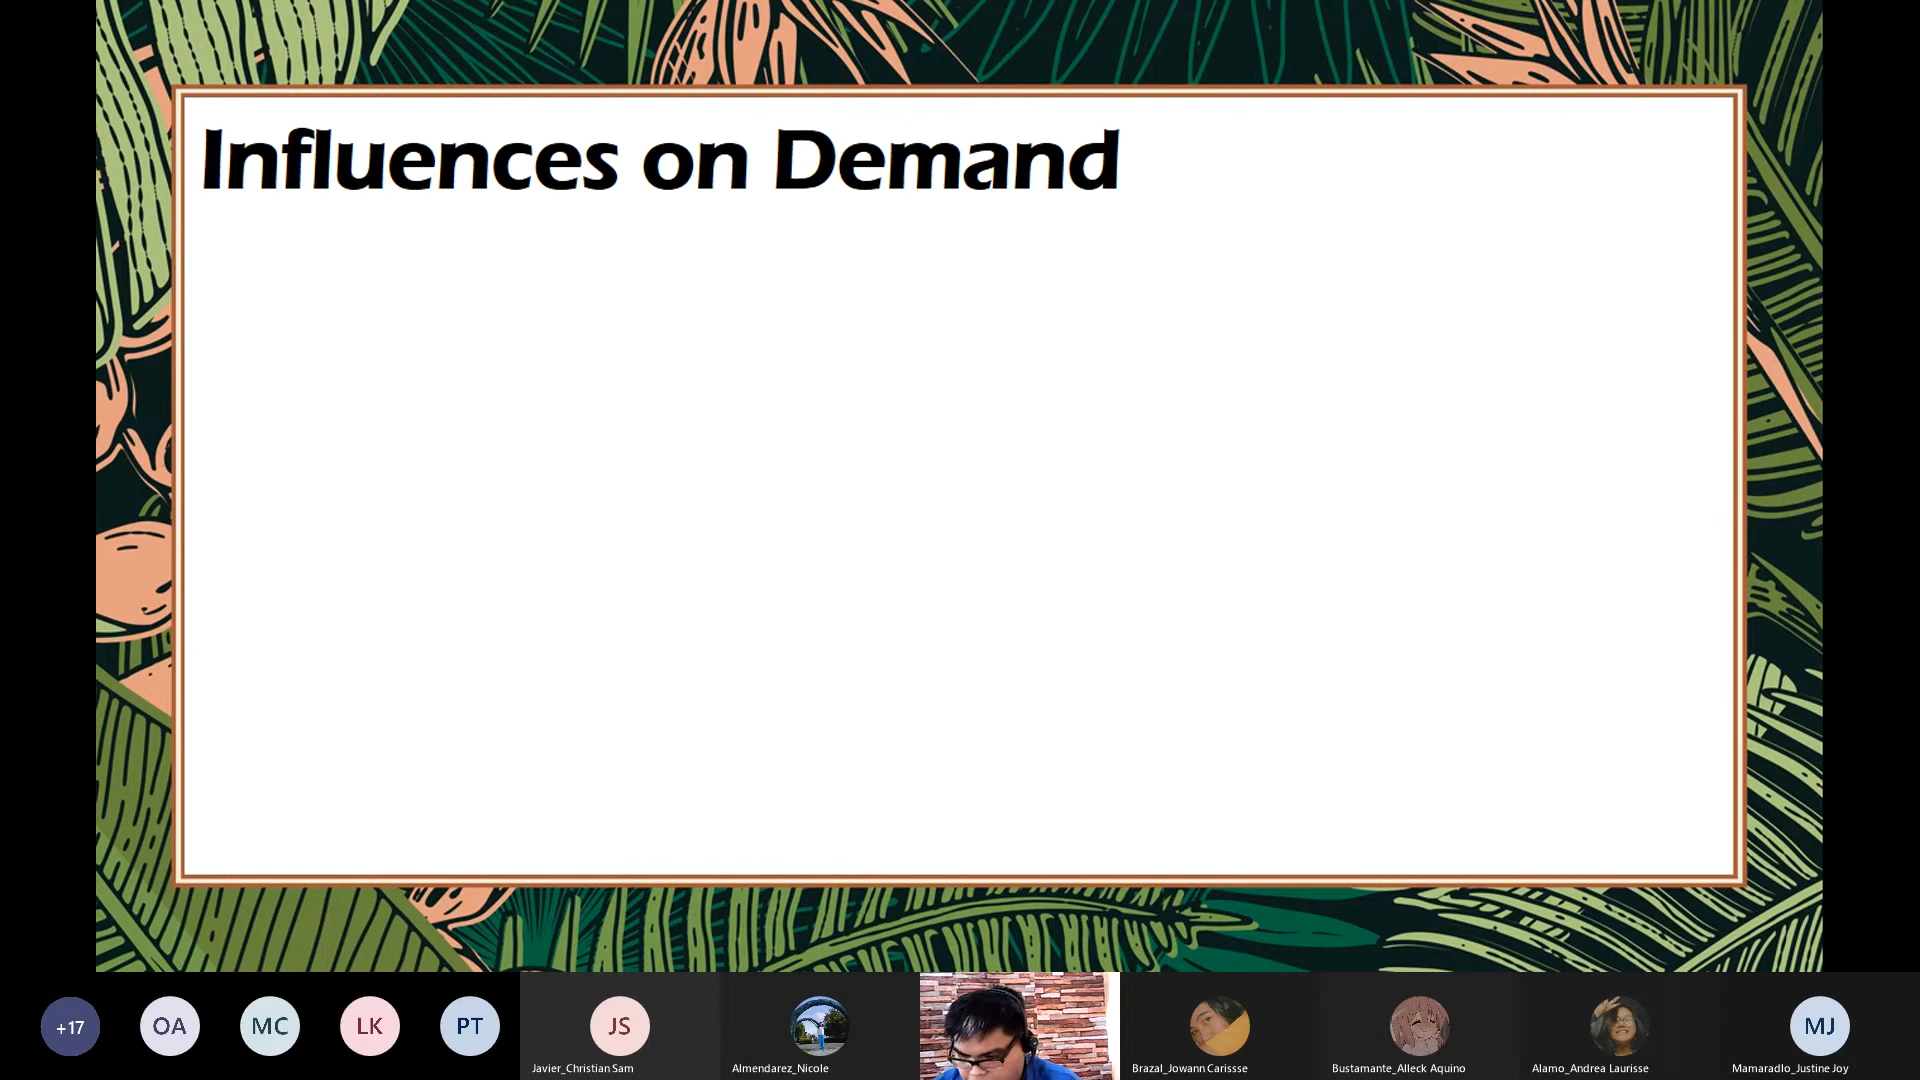 Influences on Demand
+17
OA
MC
LK
PT
JS
MJ
Javier_Christian Sam
Almendarez_Nicole
Brazal_Jowann Carissse
Bustamante_Alleck Aquino
Alamo_Andrea Laurisse
Mamaradlo_Justine Joy